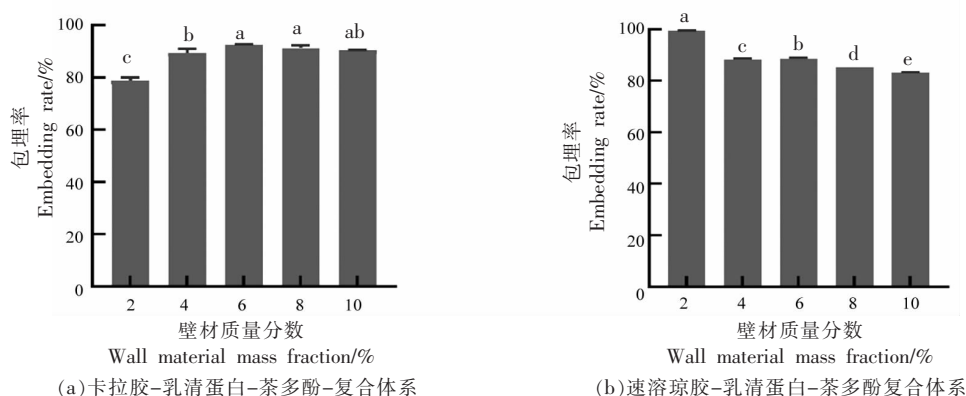 100
80
60
40
20
0
包埋率
Embedding rate/%
c
b
a
a
ab
2
4
6
8
10
壁材质量分数
Wall material mass fraction/%
(a)卡拉胶-乳清蛋白-茶多酚-复合体系
100
80
60
40
20
0
包埋率
Embedding rate/%
a
c
b
d
e
2
4
6
8
10
壁材质量分数
Wall material mass fraction/%
(b)速溶琼胶-乳清蛋白-茶多酚复合体系